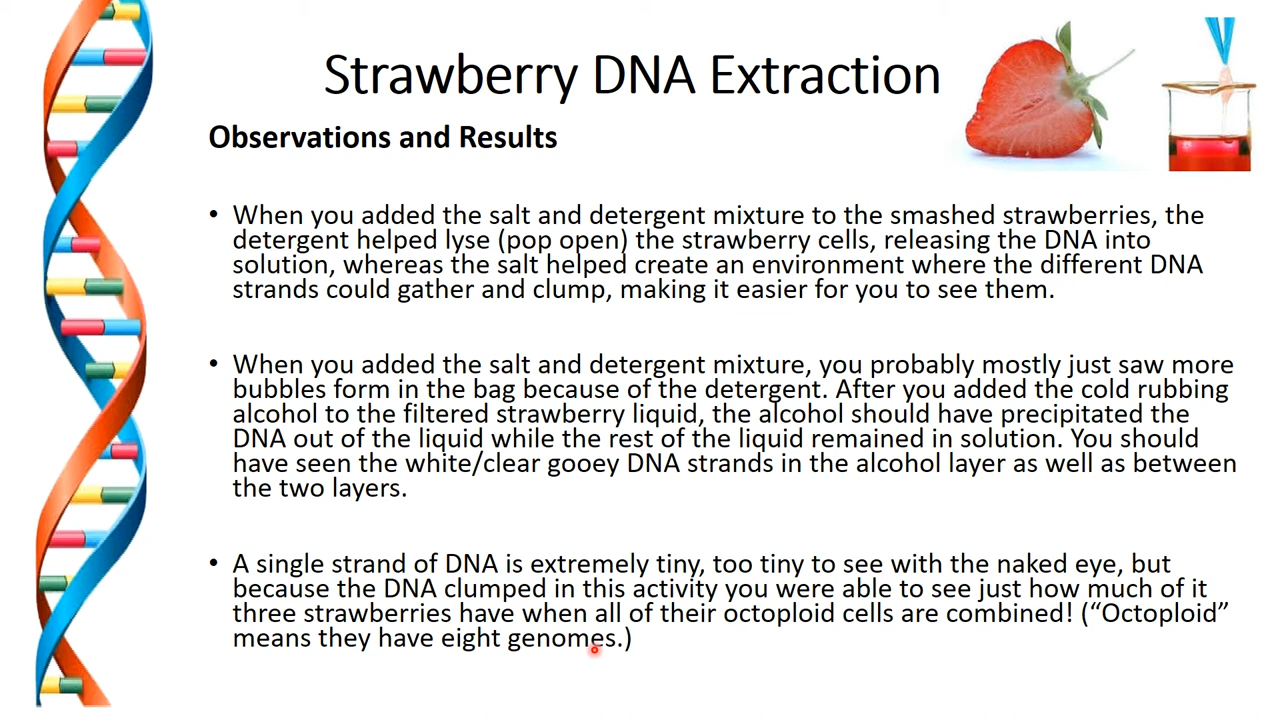 Strawberry DNA Extraction
Observations and Results
• When you added the salt and detergent mixture to the smashed strawberries, the
detergent helped lyse (pop open) the strawberry cells, releasing the DNA into
solution, whereas the salt helped create an environment where the different DNA
strands could gather and clump, making it easier for you to see them.
• When you added the salt and detergent mixture, you probably mostly just saw more
bubbles form in the bag because of the detergent. After you added the cold rubbing
alcohol to the filtered strawberry liquid, the alcohol should have precipitated the
DNA out of the liquid while the rest of the liquid remained in solution. You should
have seen the white/clear gooey DNA strands in the alcohol layer as well as between
the two layers.
• A single strand of DNA is extremely tiny, too tiny to see with the naked eye, but
because the DNA clumped in this activity you were able to see just how much of it
three strawberries have when all of their octoploid cells are combined! (“Octoploid”
means they have eight genomes.)